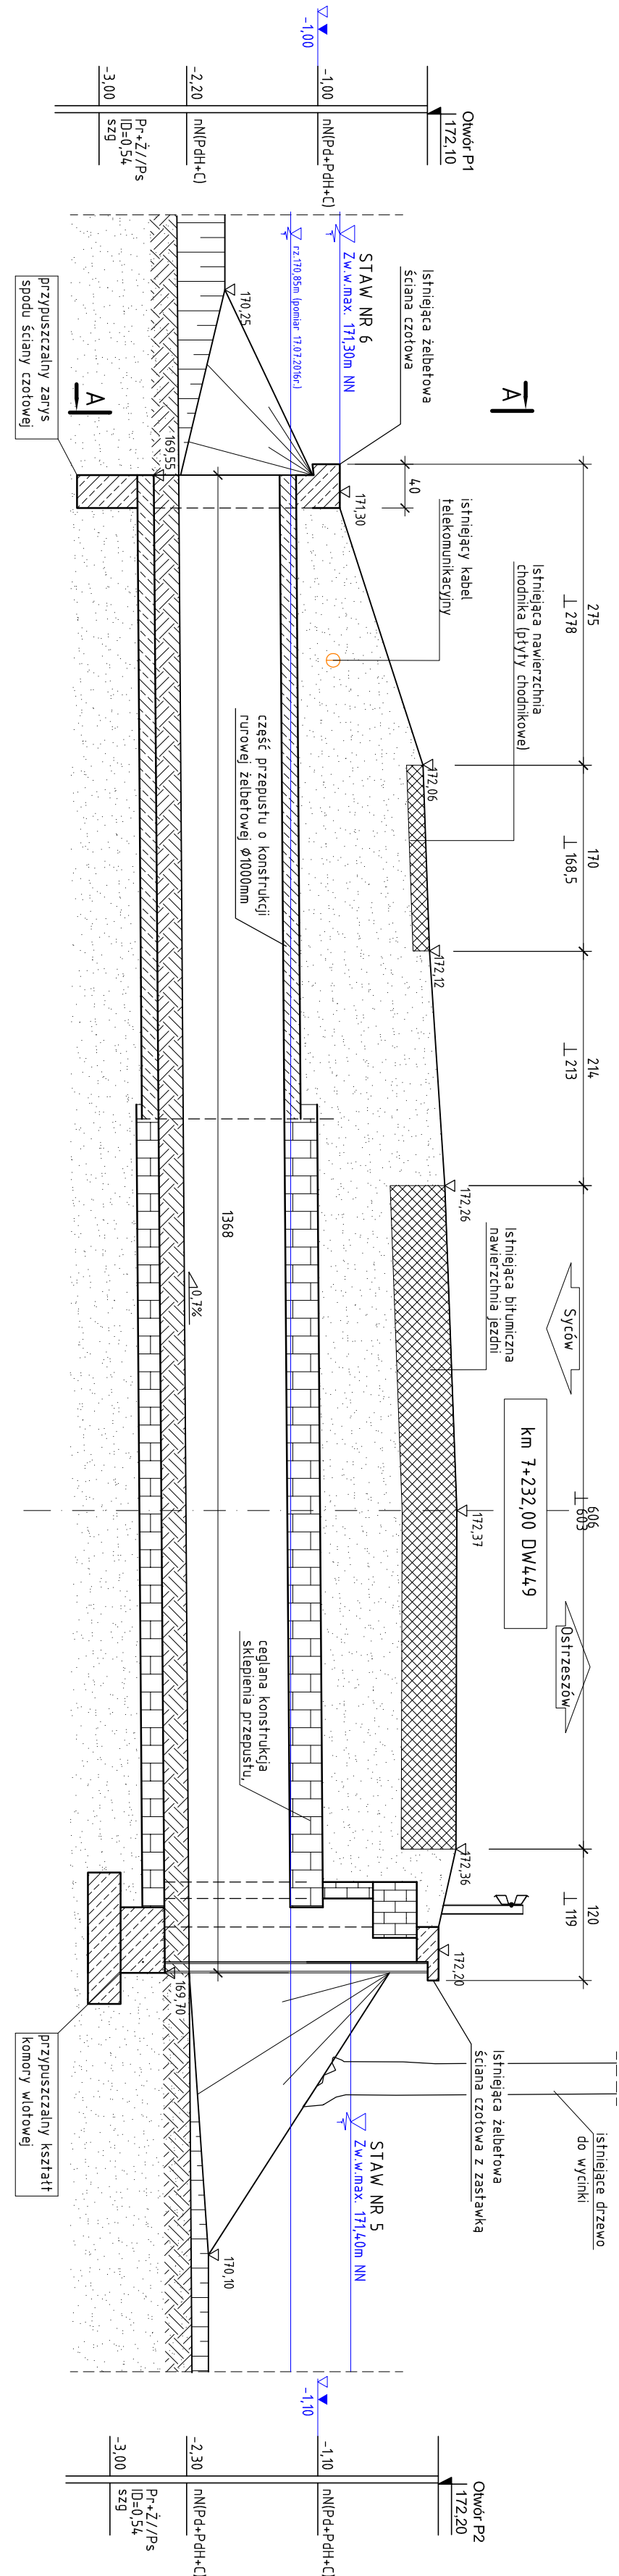 Otwór P1
172,10
-1,00
-1,00
nN(Pd+PdH+C)
-2,20
nN(PdH+C)
-3,00
Pr+Ż//Ps
ID=0,54
szg
STAW NR 6
Zw.w.max. 171,30m NN
rz.170,85m (pomiar 17.07.2016r.)
170,25
169,55
przypuszczalny zarys
spodu ściany czołowej
A
A
Istniejąca żelbetowa
ściana czołowa
40
171,30
istniejący kabel
telekomunikacyjny
Istniejąca nawierzchnia
chodnika (płyty chodnikowe)
275
278
172,06
170
168,5
172,12
część przepustu o konstrukcji
rurowej żelbetowej Ø1000mm
214
213
172,26
1368
0,7%
Istniejąca bitumiczna
nawierzchnia jezdni
Syców
km 7+232,00 DW449
606
603
172,37
Ostrzeszów
ceglana konstrukcja
sklepienia przepustu,
172,36
120
119
172,20
169,70
przypuszczalny kształt
komory wlotowej
Istniejąca żelbetowa
ściana czołowa z zastawką
istniejące drzewo
do wycinki
STAW NR 5
Zw.w.max. 171,40m NN
170,10
Otwór P2
172,20
-1,10
-1,10
nN(Pd+PdH+C)
-2,30
nN(Pd+PdH+C)
-3,00
Pr+Ż//Ps
ID=0,54
szg